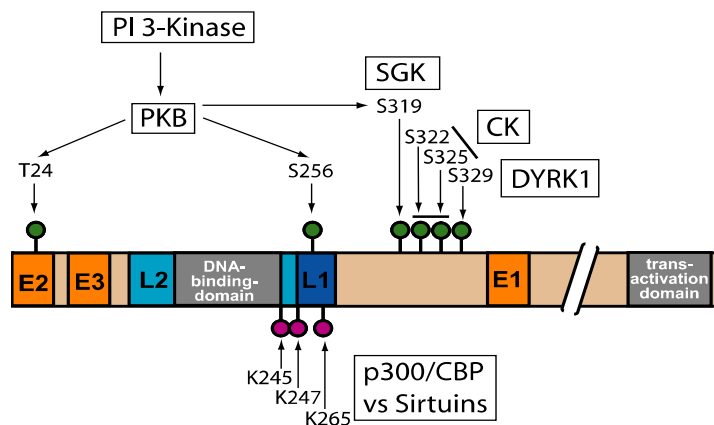 PI 3-Kinase
SGK
PKB
S319
CK
S322
S325
T24
S256
S329
DYRK1
E2
E3
L2
DNA-
binding-
domain
L1
E1
trans-
activation
domain
K245
K247
K265
p300/CBP
vs Sirtuins